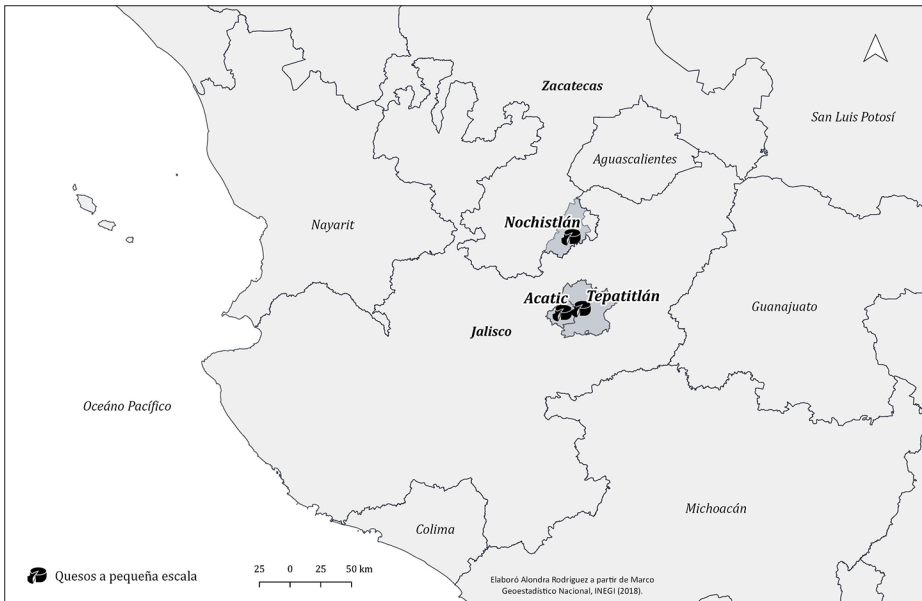 Zacatecas
San Luis Potosí
Aguascalientes
Nochistlán
Nayarit
Acatic
Tepatitlán
Guanajuato
Jalisco
Oceáno Pacífico
Michoacán
Colima
Quesos a pequeña escala
25 0 25 50 km
Elaboró Alondra Rodriguez a partir de Marco
Geoestadístico Nacional, INEGI (2018).